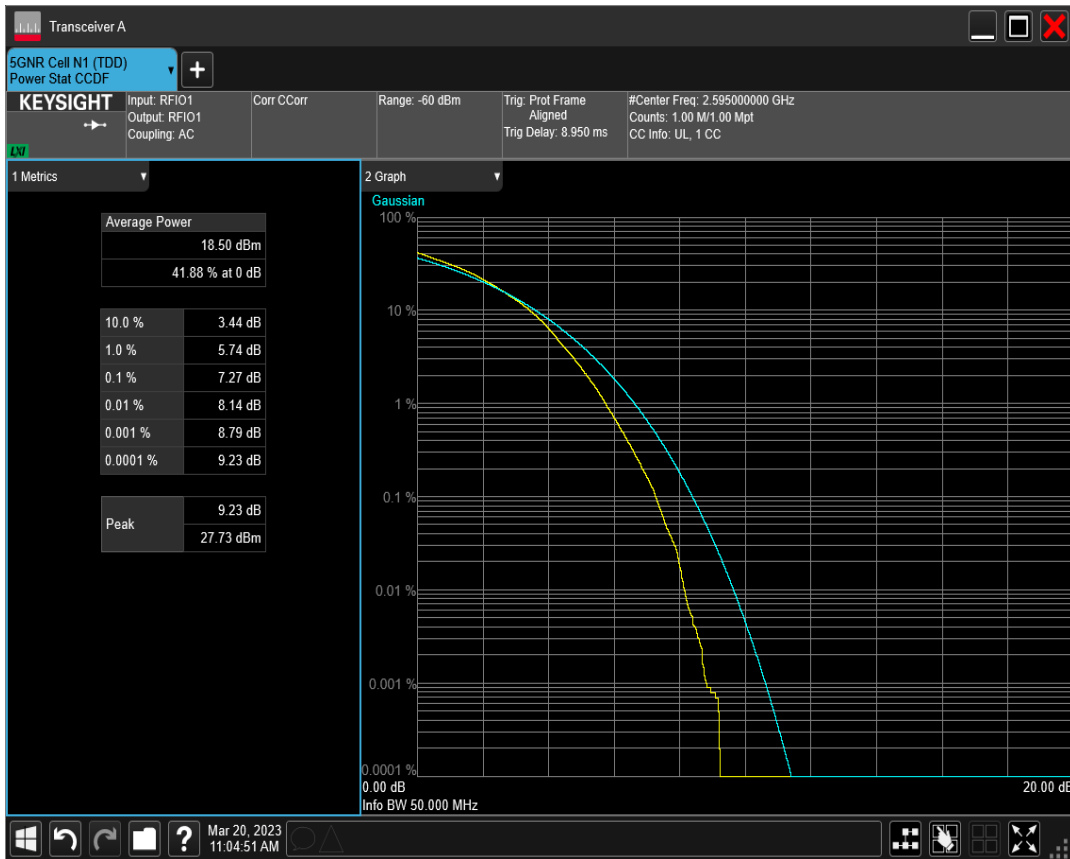 Transceiver A
5GNR Cell N1 (TDD)
Power Stat CCDF
KEYSIGHT
LXI
Input: RFIO1
Output: RFIO1
Coupling: AC
Corr CCorr
Range: -60 dBm
Trig: Prot Frame
Aligned
Trig Delay: 8.950 ms
#Center Freq: 2.595000000 GHz
Counts: 1.00 M/1.00 Mpt
CC Info: UL, 1 CC
1 Metrics
Average Power
18.50 dBm
41.88 % at 0 dB
10.0 % 3.44 dB
1.0 % 5.74 dB
0.1 % 7.27 dB
0.01 % 8.14 dB
0.001 % 8.79 dB
0.0001 % 9.23 dB
Peak
9.23 dB
27.73 dBm
2 Graph
Gaussian
100 %
10 %
1 %
0.1 %
0.01 %
0.001 %
0.0001 %
0.00 dB 20.00 dB
Info BW 50.000 MHz
?
Mar 20, 2023
11:04:51 AM